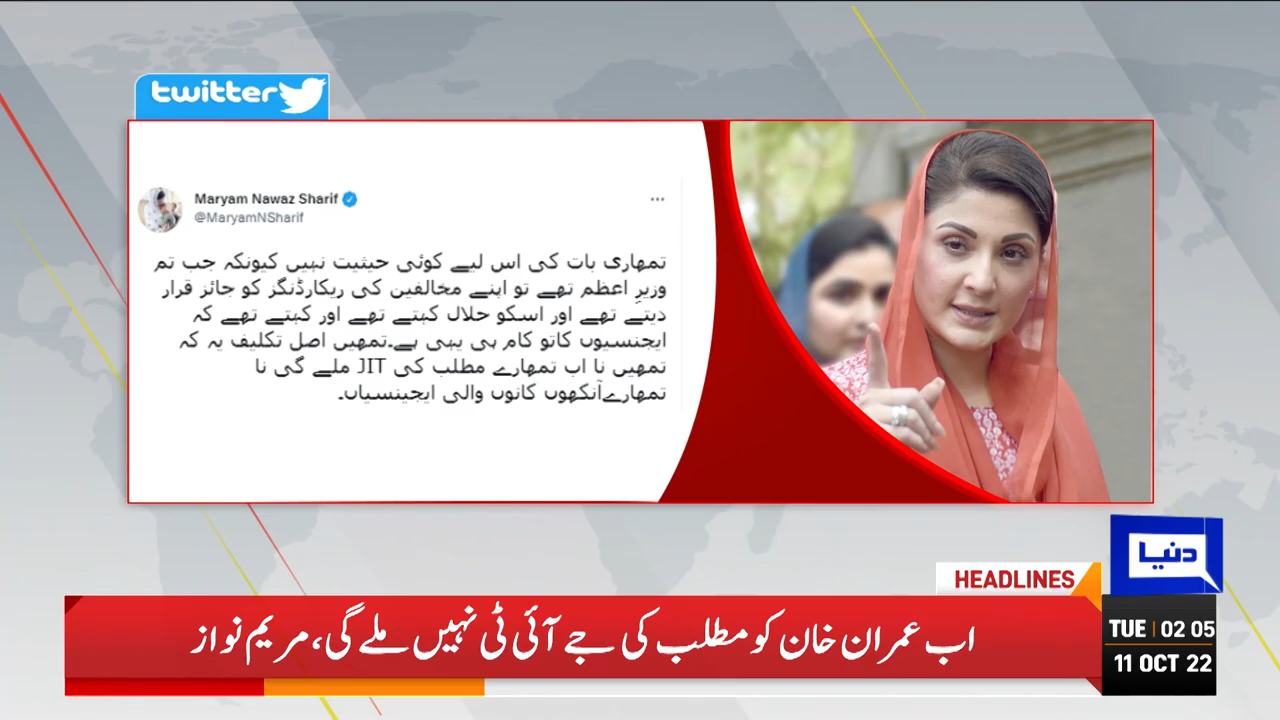 twitter
Maryam Nawaz Sharif
@MaryamNSharif
تمھاری بات کی اس لیے کوئی حیثیت نہیں کیونکہ جب تم
وزیرِ اعظم تھے تو اپنے مخالفین کی ریکارڈنگز کو جائز قرار
دیتے تھے اور اسکو حلال کہتے تھے اور کہتے تھے کہ
ایجنسیوں کاتو کام ہی یہی ہے۔تمھیں اصل تکلیف یہ کہ
تمھیں نا اب تمھارے مطلب کی JIT ملے گی نا
تمھارےآنکھوں کانوں والی ایجینسیاں۔
دنیا
HEADLINES
اب عمران خان کو مطلب کی جے آئی ٹی نہیں ملے گی، مریم نواز
TUE 02 05
11 OCT 22